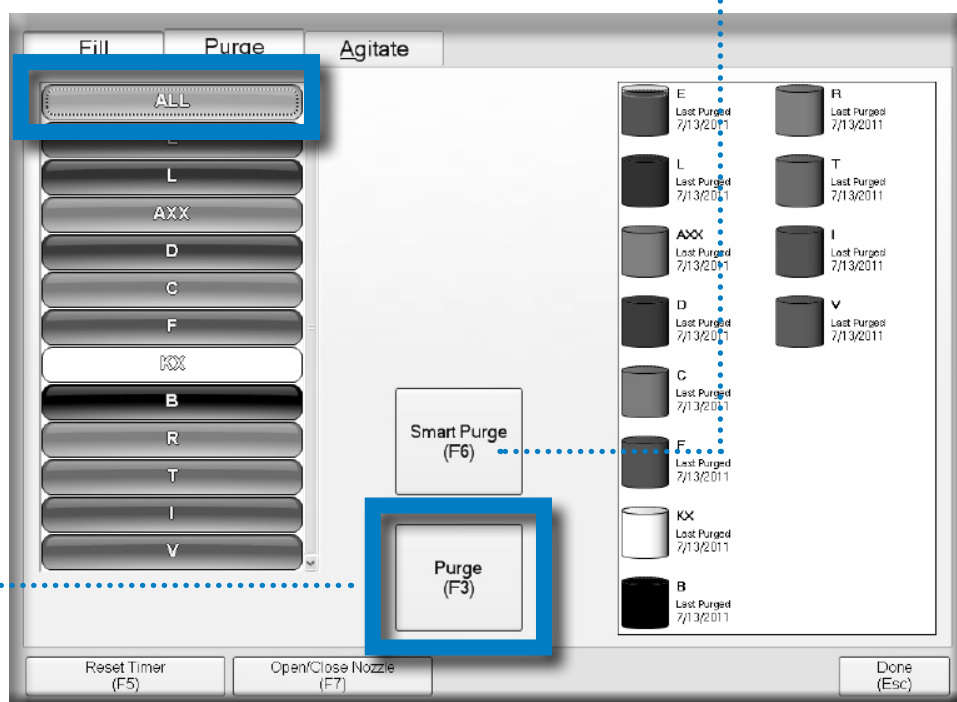 Fill
Purge
Agitate
ALL
E
L
AXX
D
C
F
KX
B
R
T
I
V
Smart Purge
(F6)
Purge
(F3)
E
Last Purged
7/13/2011
L
Last Purged
7/13/2011
AXX
Last Purged
7/13/2011
D
Last Purged
7/13/2011
C
Last Purged
7/13/2011
F
Last Purged
7/13/2011
KX
Last Purged
7/13/2011
B
Last Purged
7/13/2011
R
Last Purged
7/13/2011
T
Last Purged
7/13/2011
I
Last Purged
7/13/2011
V
Last Purged
7/13/2011
Reset Timer
(F5)
Open/Close Nozzle
(F7)
Done
(Esc)